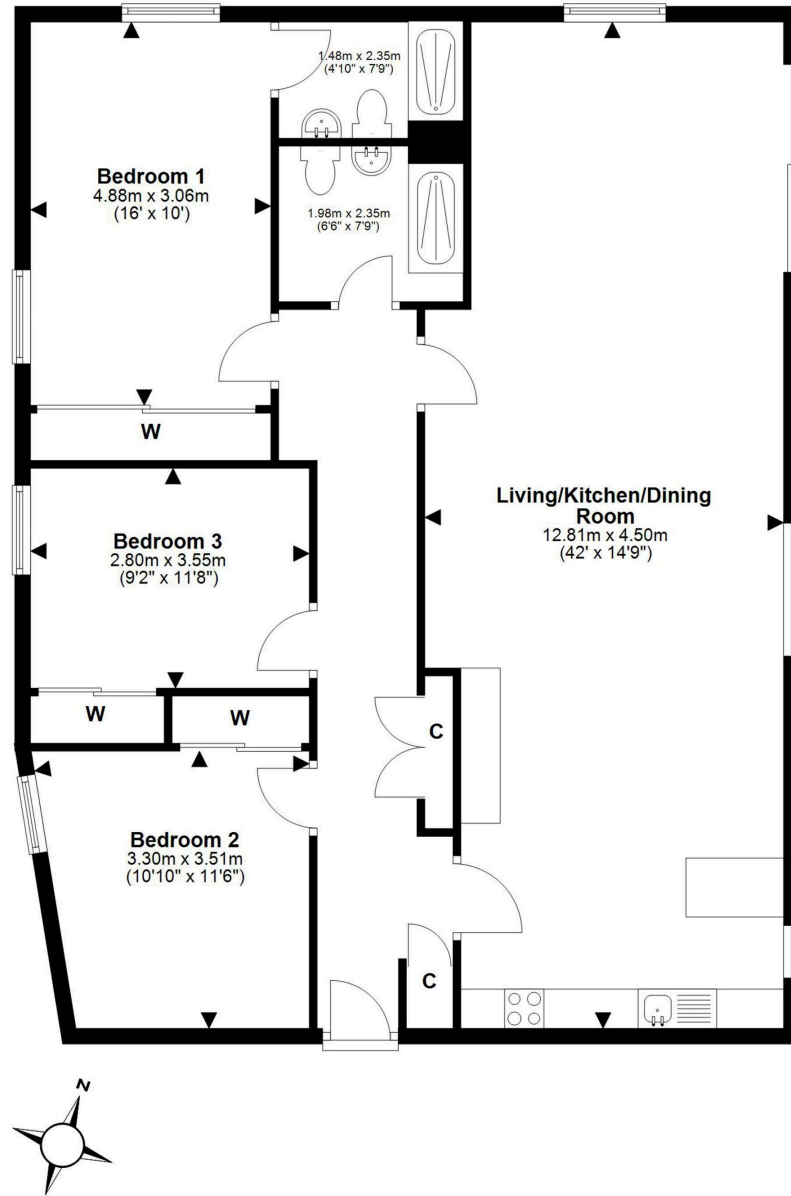 1.48m x 2.35m
(4'10" x 7'9")
Bedroom 1
4.88m x 3.06m
(16' x 10')
1.98m x 2.35m
(6'6" x 7'9")
W
Living/Kitchen/Dining
Room
12.81m x 4.50m
(42' x 14'9")
Bedroom 3
2.80m x 3.55m
(9'2" x 11'8")
W
W
C
Bedroom 2
3.30m x 3.51m
(10'10" x 11'6")
C
N